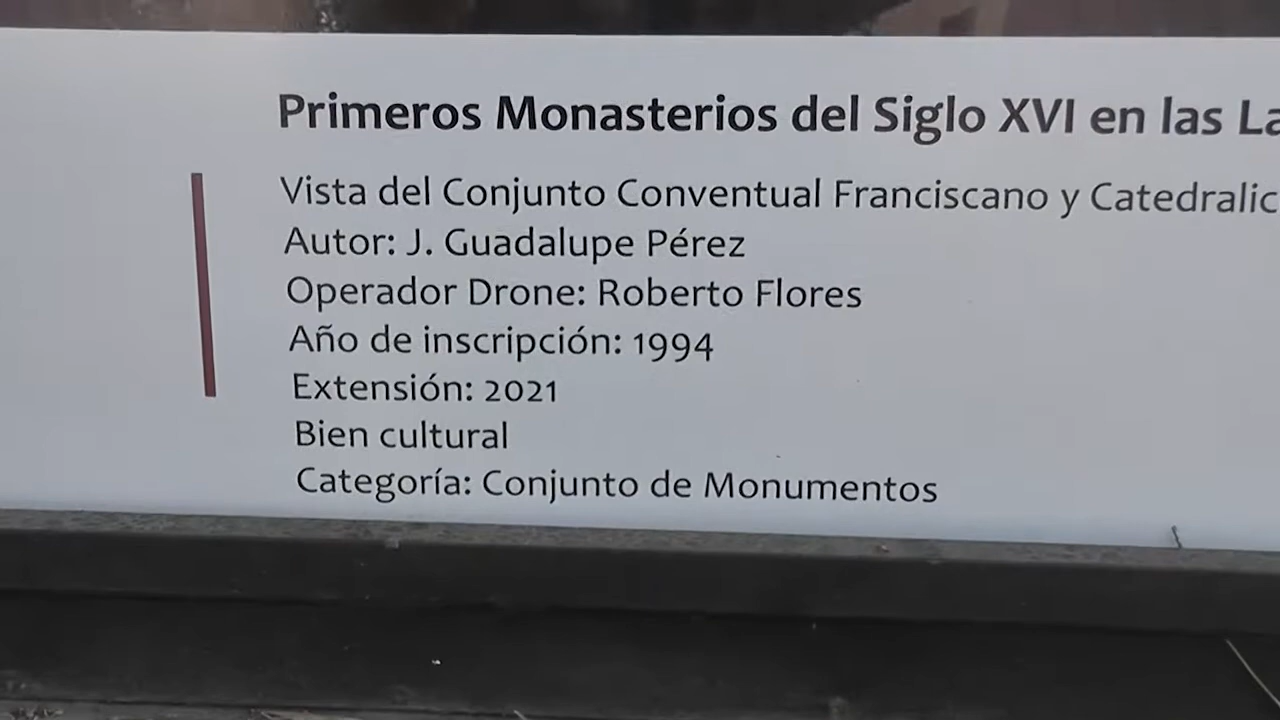 Primeros Monasterios del Siglo XVI en las
Vista del Conjunto Conventual Franciscano y
Autor: J. Guadalupe Pérez
Operador Drone: Roberto Flores
Año de inscripción: 1994
Extensión: 2021
Bien cultural
Categoría: Conjunto de Monumentos